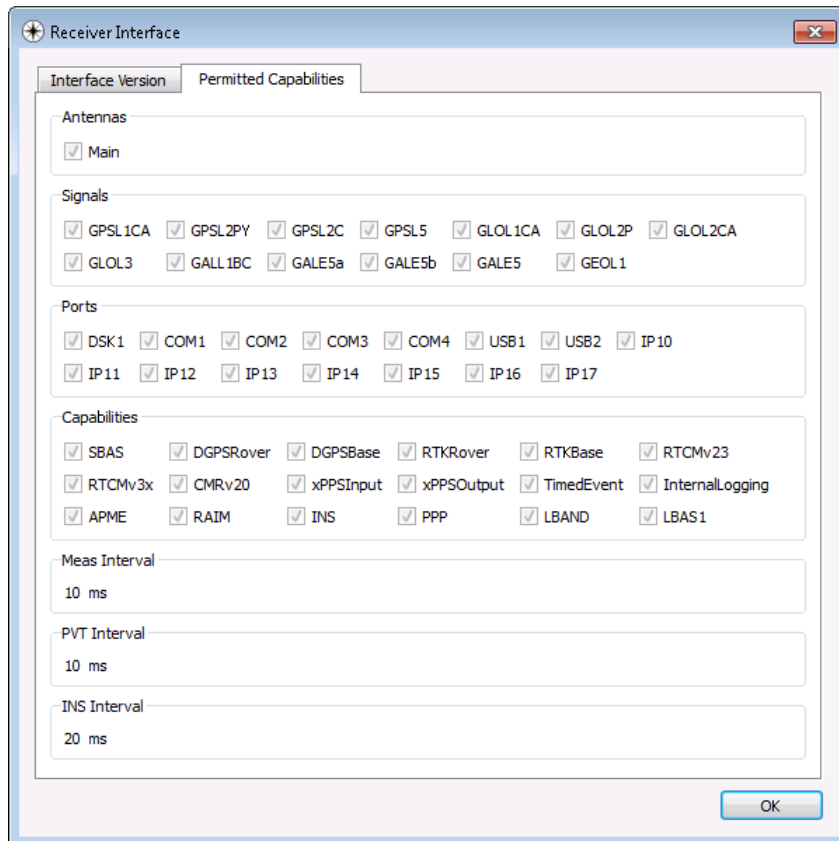 Receiver Interface
Interface Version Permitted Capabilities
Antennas
Main
Signals
GPSL1CA GPSL2PY GPSL2C GPSL5 GLOL1CA GLOL2P GLOL2CA
GLOL3 GALL1BC GALE5a GALE5b GALE5 GEOL1
Ports
DSK1 COM1 COM2 COM3 COM4 USB1 USB2 IP10
IP11 IP12 IP13 IP14 IP15 IP16 IP17
Capabilities
SBAS DGPSRover DGPSBase RTKRover RTKBase RTCMv23
RTCMv3x CMRv20 xPPSInput xPPSOutput TimedEvent InternalLogging
APME RAIM INS PPP LBAND LBAS1
Meas Interval
10 ms
PVT Interval
10 ms
INS Interval
20 ms
OK